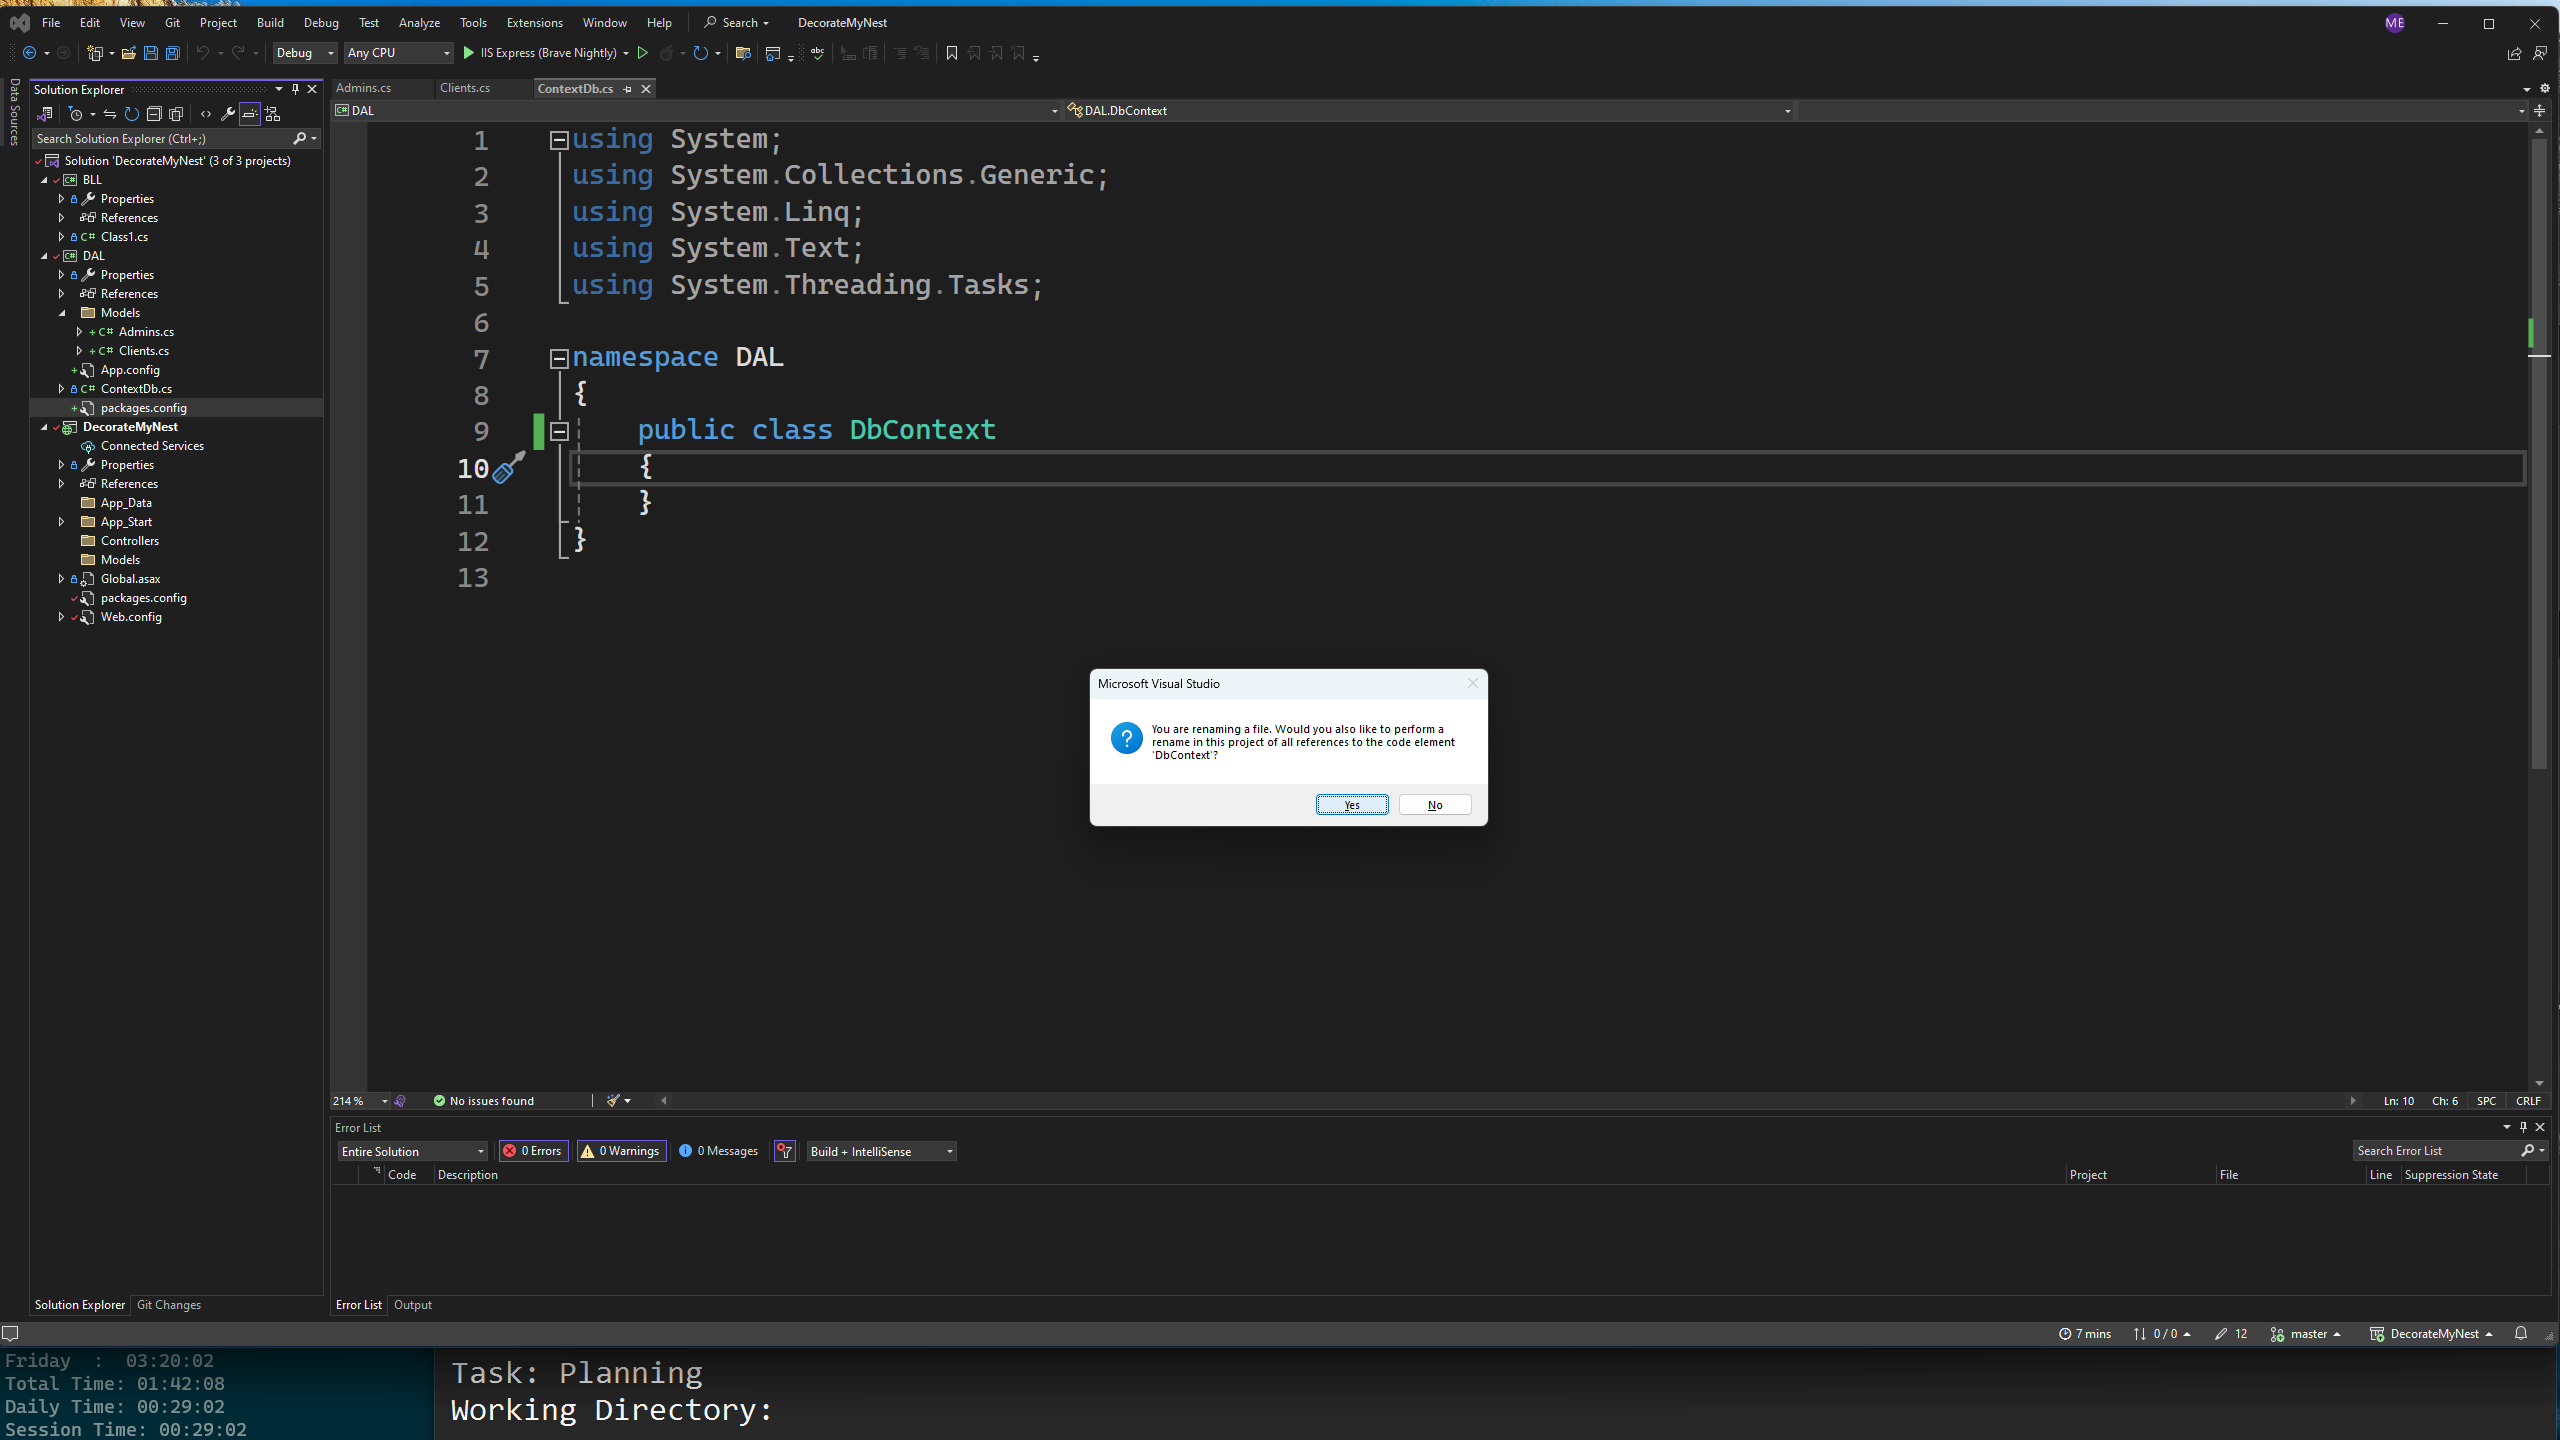 File Edit View Git Project Build Debug Test Analyze Tools Extensions Window Help Search DecorateMyNest ME
Debug Any CPU IIS Express (Brave Nightly)
Data Sources
Solution Explorer
Search Solution Explorer (Ctrl+;)
Solution 'DecorateMyNest' (3 of 3 projects)
BLL
Properties
References
C# Class1.cs
DAL
Properties
References
Models
C# Admins.cs
C# Clients.cs
App.config
C# ContextDb.cs
packages.config
DecorateMyNest
Connected Services
Properties
References
App_Data
App_Start
Controllers
Models
Global.asax
packages.config
Web.config
Solution Explorer Git Changes
Admins.cs Clients.cs ContextDb.cs
DAL DAL.DbContext
1 using System;
2 using System.Collections.Generic;
3 using System.Linq;
4 using System.Text;
5 using System.Threading.Tasks;
6
7 namespace DAL
8 {
9 public class DbContext
10 {
11 }
12 }
13
Microsoft Visual Studio
You are renaming a file. Would you also like to perform a
rename in this project of all references to the code element
'DbContext'?
Yes No
214 % No issues found Ln: 10 Ch: 6 SPC CRLF
Error List
Entire Solution 0 Errors 0 Warnings 0 Messages Build + IntelliSense Search Error List
Code Description Project File Line Suppression State
Error List Output
7 mins 0 / 0 12 master DecorateMyNest
Friday : 03:20:02
Total Time: 01:42:08
Daily Time: 00:29:02
Session Time: 00:29:02
Task: Planning
Working Directory: